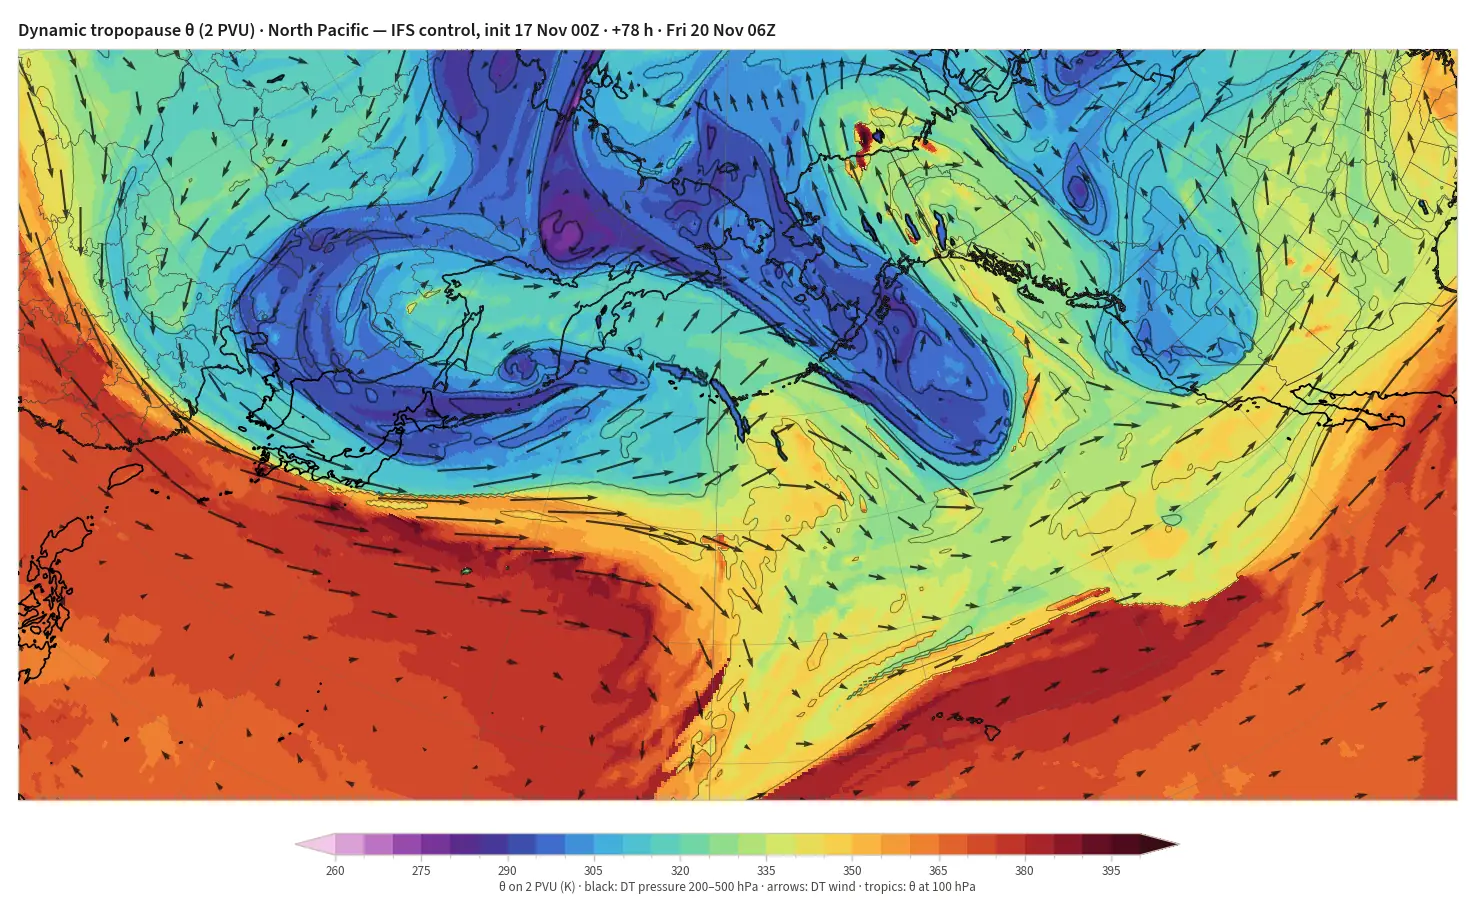 Dynamic tropopause θ (2 PVU) · North Pacific — IFS control, init 17 Nov 00Z · +78 h · Fri 20 Nov 06Z
260 275 290 305 320 335 350 365 380 395
θ on 2 PVU (K) · black: DT pressure 200–500 hPa · arrows: DT wind · tropics: θ at 100 hPa